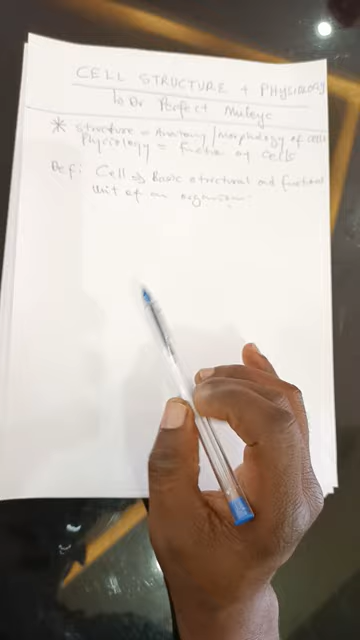 CELL STRUCTURE + PHYSIOLOGY
by Dr Perfect
* Structure = Anatomy/Morphology of cells
Physiology = Function of cells
Def: Cell is Basic structural and functional
Unit of an organism.